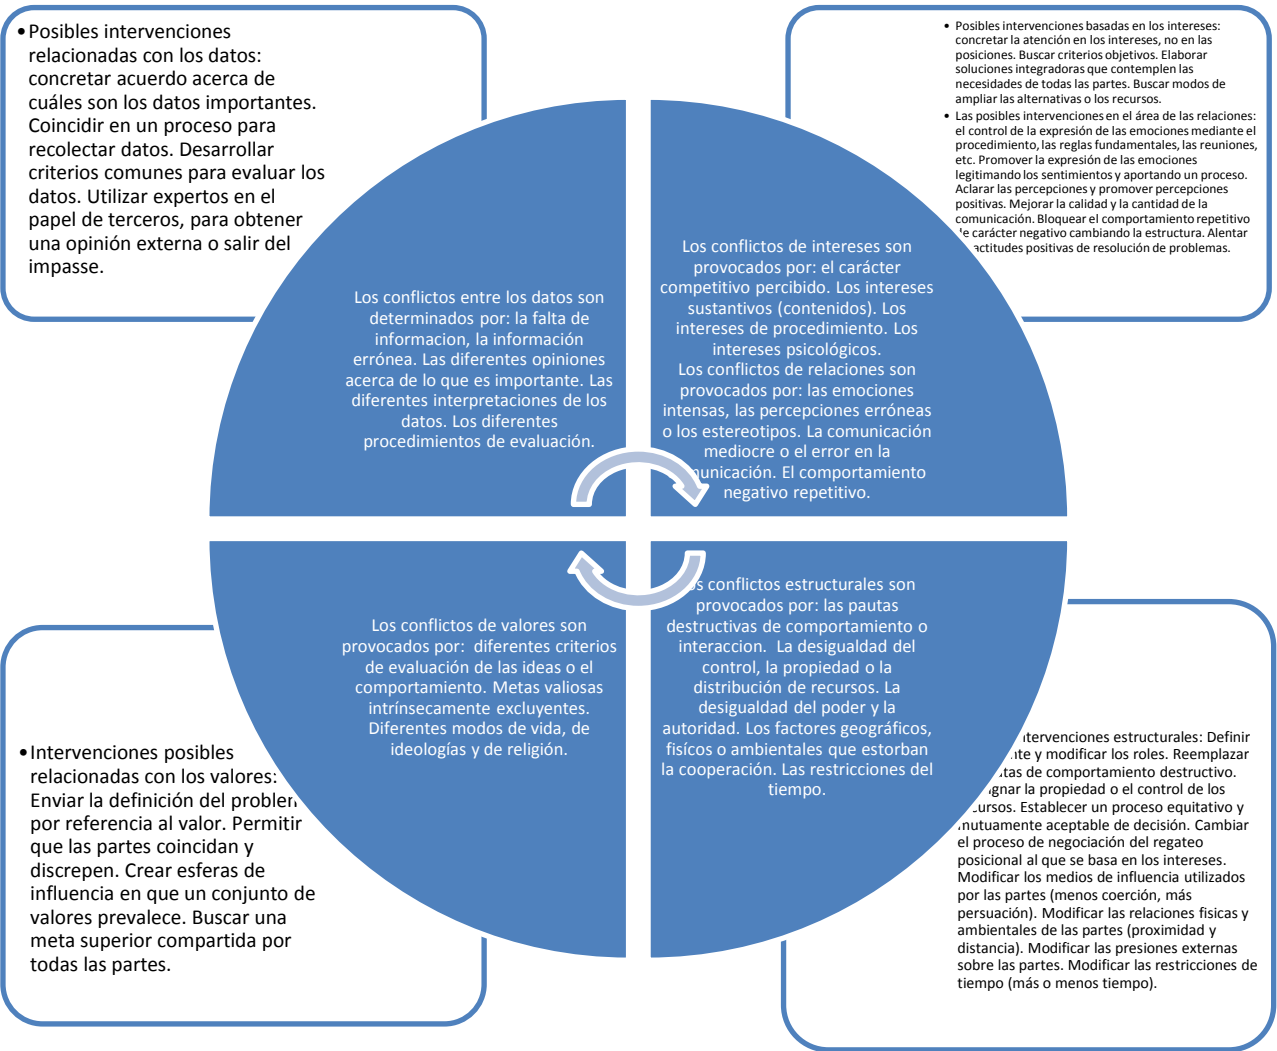 •Posibles intervenciones
relacionadas con los datos:
concretar acuerdo acerca de
cuáles son los datos importantes.
Coincidir en un proceso para
recolectar datos. Desarrollar
criterios comunes para evaluar los
datos. Utilizar expertos en el
papel de terceros, para obtener
una opinión externa o salir del
impasse.
• Posibles intervenciones basadas en los intereses:
concretar la atención en los intereses, no en las
posiciones. Buscar criterios objetivos. Elaborar
soluciones integradoras que contemplen las
necesidades de todas las partes. Buscar modos de
ampliar las alternativas o los recursos.
• Las posibles intervenciones en el área de las relaciones:
el control de la expresión de las emociones mediante el
procedimiento, las reglas fundamentales, las reuniones,
etc. Promover la expresión de las emociones
legitimando los sentimientos y aportando un proceso.
Aclarar las percepciones y promover percepciones
positivas. Mejorar la calidad y la cantidad de la
comunicación. Bloquear el comportamiento repetitivo
de carácter negativo cambiando la estructura. Alentar
actitudes positivas de resolución de problemas.
Los conflictos entre los datos son
determinados por: la falta de
informacion, la información
errónea. Las diferentes opiniones
acerca de lo que es importante. Las
diferentes interpretaciones de los
datos. Los diferentes
procedimientos de evaluación.
Los conflictos de intereses son
provocados por: el carácter
competitivo percibido. Los intereses
sustantivos (contenidos). Los
intereses de procedimiento. Los
intereses psicológicos.
Los conflictos de relaciones son
provocados por: las emociones
intensas, las percepciones erróneas
o los estereotipos. La comunicación
mediocre o el error en la
comunicación. El comportamiento
negativo repetitivo.
Los conflictos de valores son
provocados por: diferentes criterios
de evaluación de las ideas o el
comportamiento. Metas valiosas
intrínsecamente excluyentes.
Diferentes modos de vida, de
ideologías y de religión.
Los conflictos estructurales son
provocados por: las pautas
destructivas de comportamiento o
interaccion. La desigualdad del
control, la propiedad o la
distribución de recursos. La
desigualdad del poder y la
autoridad. Los factores geográficos,
fisícos o ambientales que estorban
la cooperación. Las restricciones del
tiempo.
•Intervenciones posibles
relacionadas con los valores:
Enviar la definición del problema
por referencia al valor. Permitir
que las partes coincidan y
discrepen. Crear esferas de
influencia en que un conjunto de
valores prevalece. Buscar una
meta superior compartida por
todas las partes.
intervenciones estructurales: Definir
y modificar los roles. Reemplazar
pautas de comportamiento destructivo.
la propiedad o el control de los
recursos. Establecer un proceso equitativo y
mutuamente aceptable de decisión. Cambiar
el proceso de negociación del regateo
posicional al que se basa en los intereses.
Modificar los medios de influencia utilizados
por las partes (menos coerción, más
persuación). Modificar las relaciones fisicas y
ambientales de las partes (proximidad y
distancia). Modificar las presiones externas
sobre las partes. Modificar las restricciones de
tiempo (más o menos tiempo).